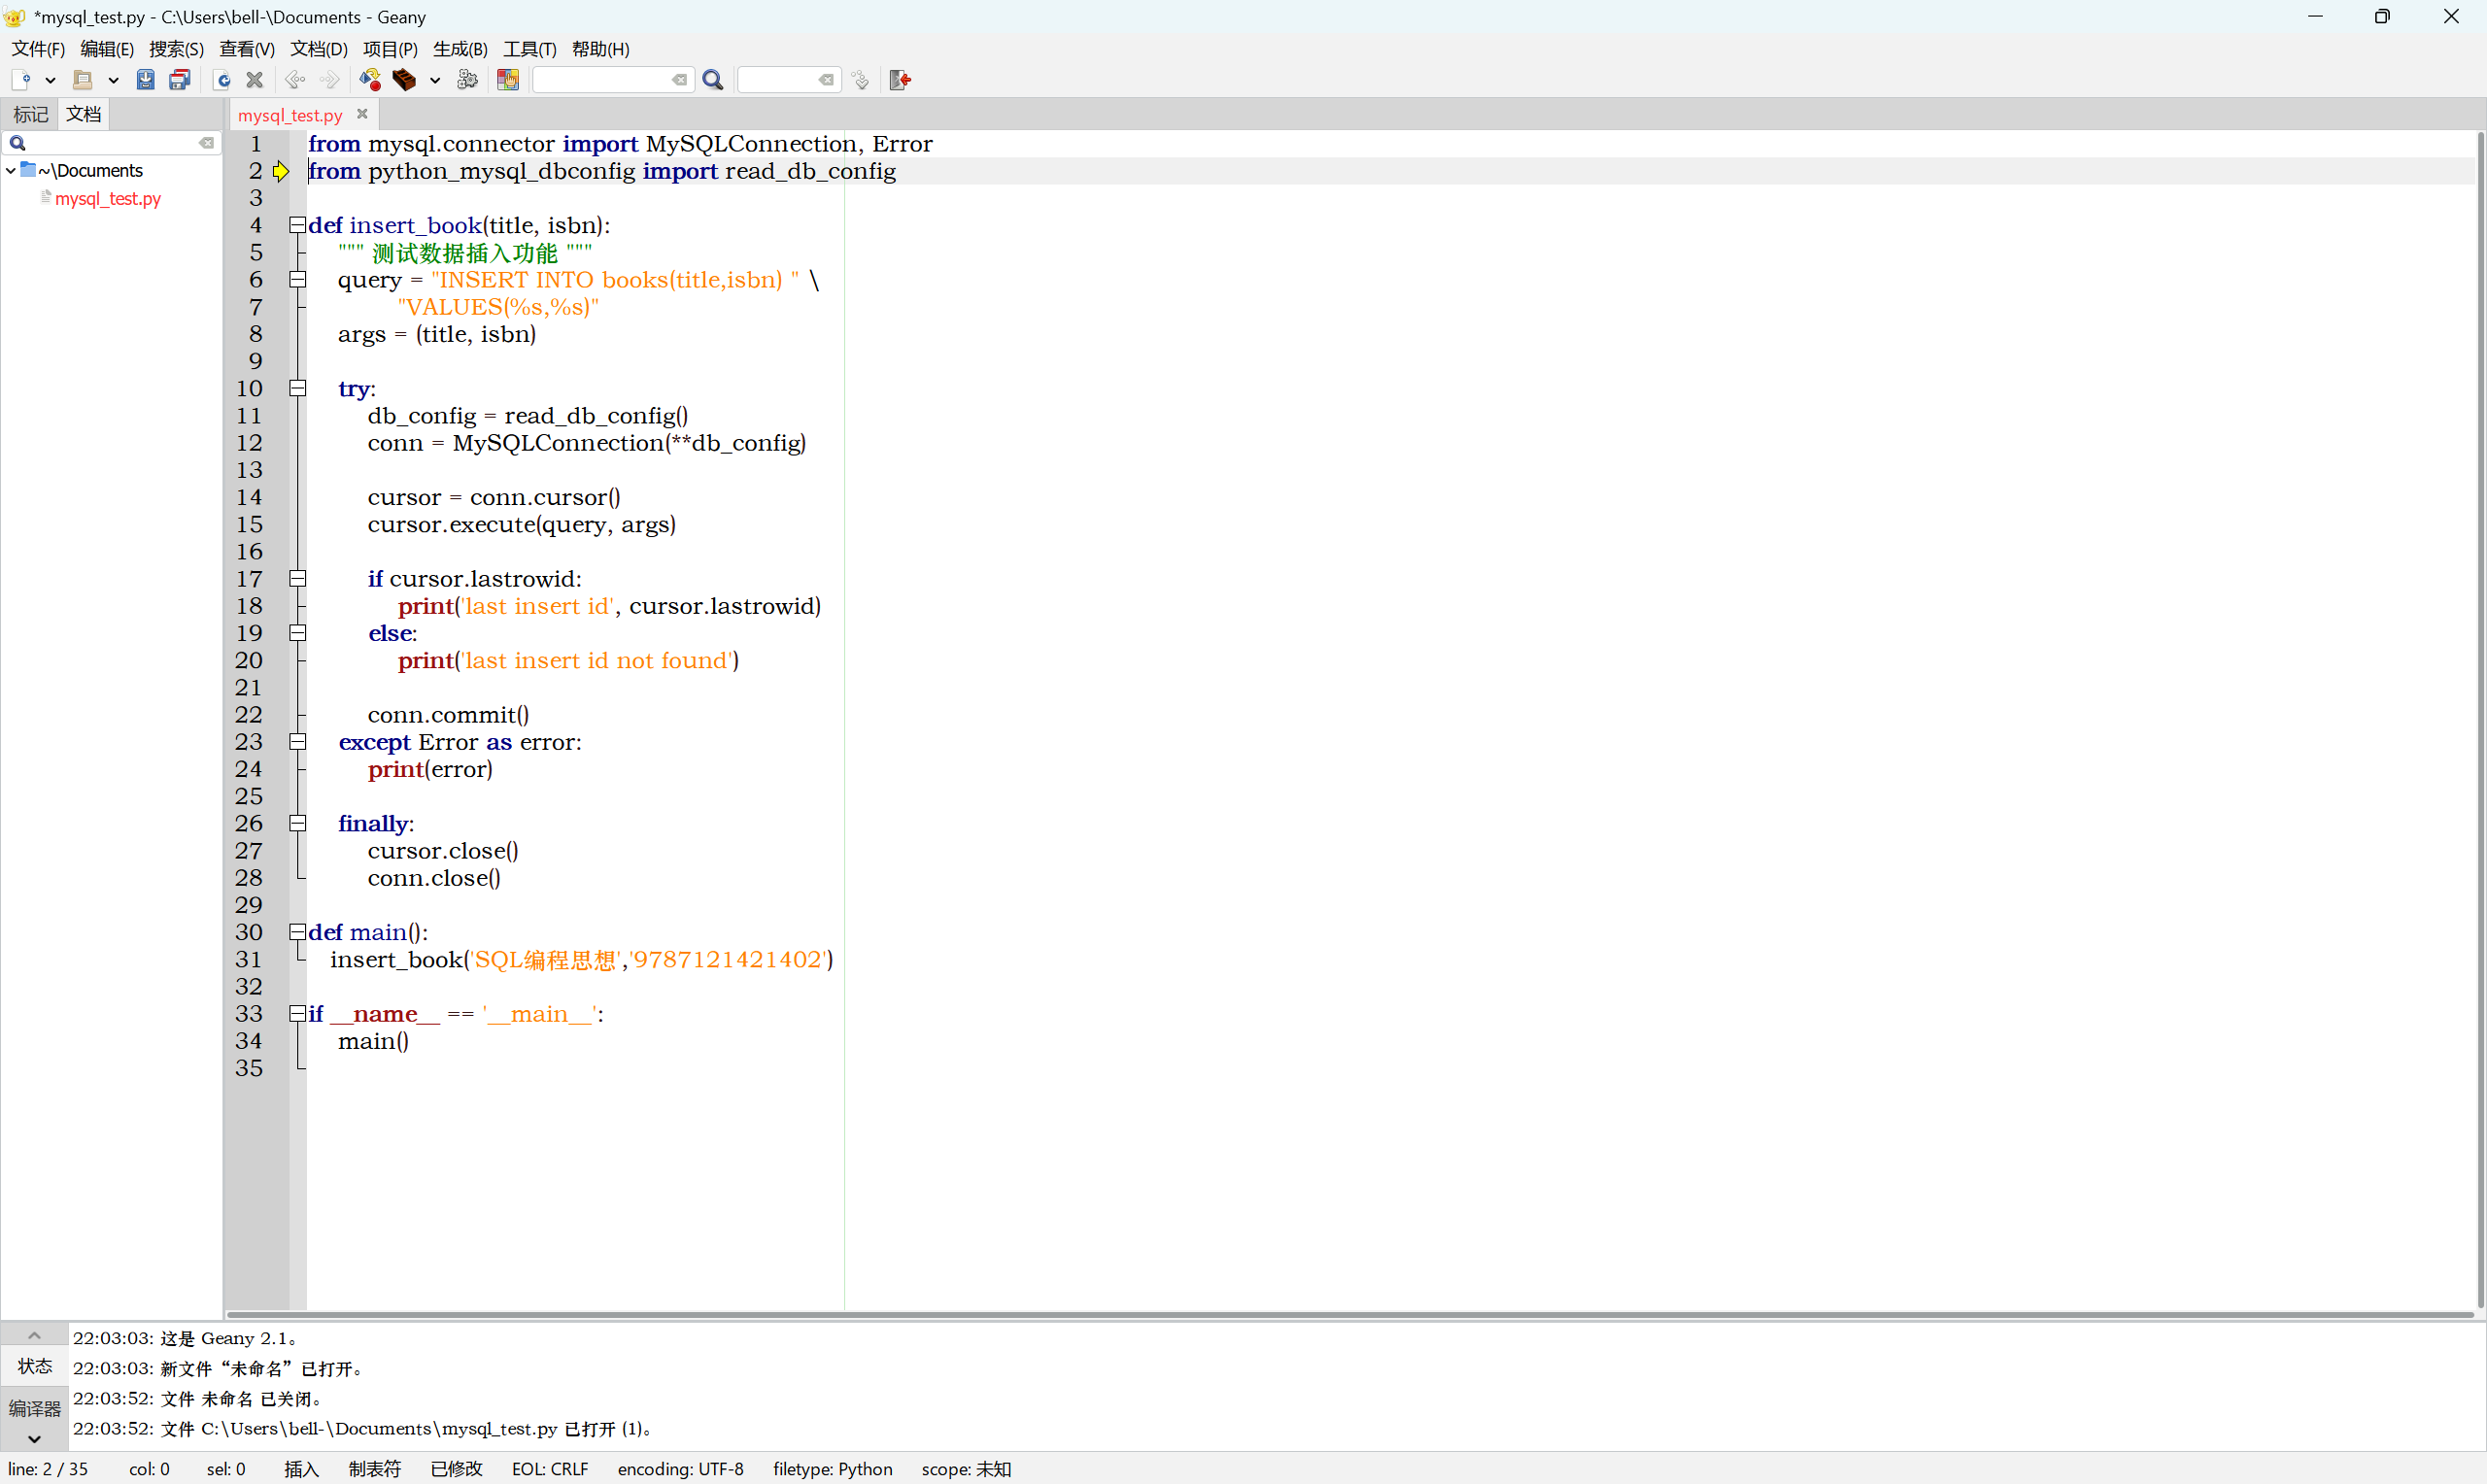 *mysql_test.py - C:\Users\bell-\Documents - Geany
文件(F) 编辑(E) 搜索(S) 查看(V) 文档(D) 项目(P) 生成(B) 工具(T) 帮助(H)
标记 文档
mysql_test.py
~\Documents
mysql_test.py
1 from mysql.connector import MySQLConnection, Error
2 from python_mysql_dbconfig import read_db_config
3
4 def insert_book(title, isbn):
5 """ 测试数据插入功能 """
6 query = "INSERT INTO books(title,isbn) " \
7 "VALUES(%s,%s)"
8 args = (title, isbn)
9
10 try:
11 db_config = read_db_config()
12 conn = MySQLConnection(**db_config)
13
14 cursor = conn.cursor()
15 cursor.execute(query, args)
16
17 if cursor.lastrowid:
18 print('last insert id', cursor.lastrowid)
19 else:
20 print('last insert id not found')
21
22 conn.commit()
23 except Error as error:
24 print(error)
25
26 finally:
27 cursor.close()
28 conn.close()
29
30 def main():
31 insert_book('SQL编程思想','9787121421402')
32
33 if __name__ == '__main__':
34 main()
35
状态
编译器
22:03:03: 这是 Geany 2.1。
22:03:03: 新文件“未命名”已打开。
22:03:52: 文件 未命名 已关闭。
22:03:52: 文件 C:\Users\bell-\Documents\mysql_test.py 已打开 (1)。
line: 2 / 35 col: 0 sel: 0 插入 制表符 已修改 EOL: CRLF encoding: UTF-8 filetype: Python scope: 未知